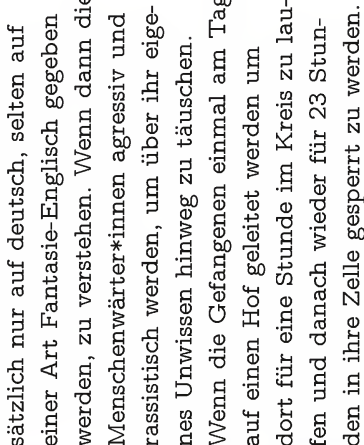 sätzlich nur auf deutsch, selten auf
einer Art Fantasie-Englisch gegeben
werden, zu verstehen. Wenn dann die
Menschenwärter*innen agressiv und
rassistisch werden, um über ihr eige-
nes Unwissen hinweg zu täuschen.
Wenn die Gefangenen einmal am Tag
auf einen Hof geleitet werden um
dort für eine Stunde im Kreis zu lau-
fen und danach wieder für 23 Stun-
den in ihre Zelle gesperrt zu werden.